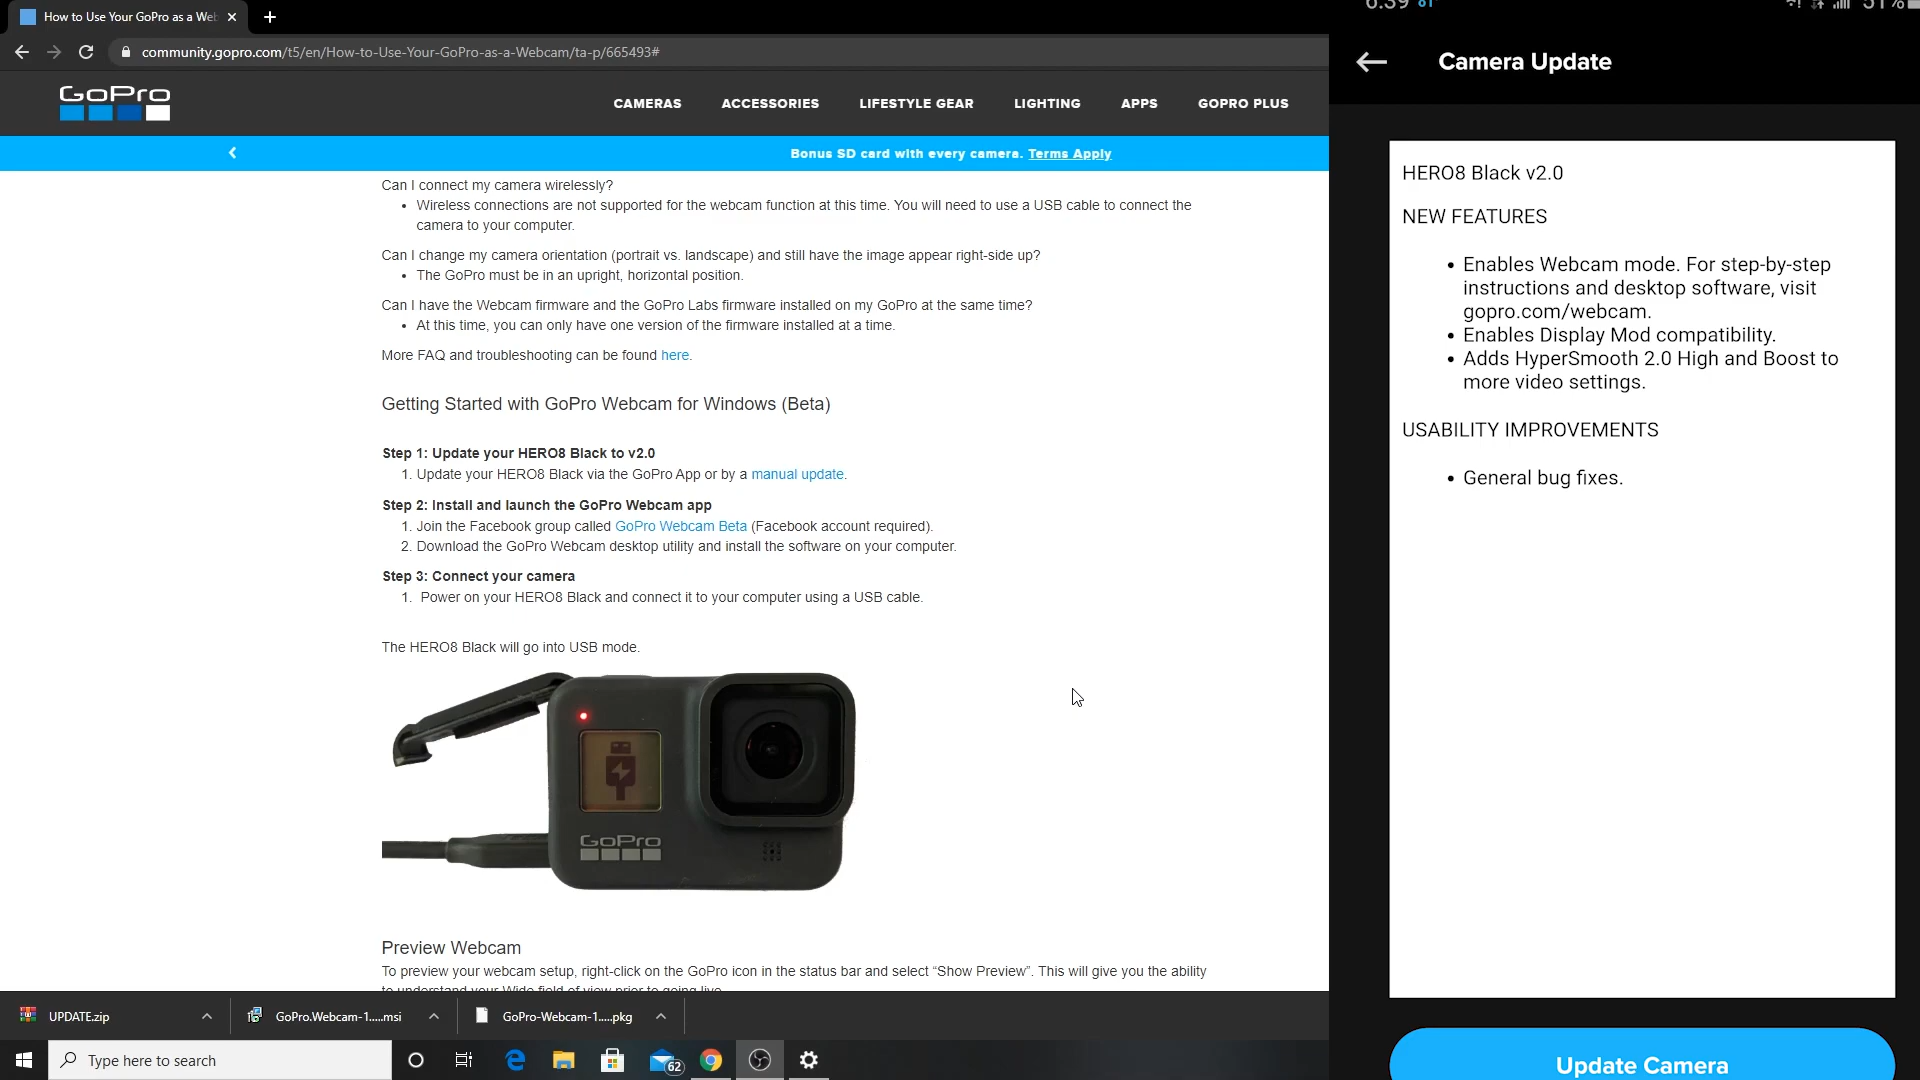 How to Use Your GoPro as a Web
community.gopro.com/t5/en/How-to-Use-Your-GoPro-as-a-Webcam/ta-p/665493#
GoPro
CAMERAS ACCESSORIES LIFESTYLE GEAR LIGHTING APPS GOPRO PLUS
Bonus SD card with every camera. Terms Apply
Can I connect my camera wirelessly?
• Wireless connections are not supported for the webcam function at this time. You will need to use a USB cable to connect the
camera to your computer.
Can I change my camera orientation (portrait vs. landscape) and still have the image appear right-side up?
• The GoPro must be in an upright, horizontal position.
Can I have the Webcam firmware and the GoPro Labs firmware installed on my GoPro at the same time?
• At this time, you can only have one version of the firmware installed at a time.
More FAQ and troubleshooting can be found here.
Getting Started with GoPro Webcam for Windows (Beta)
Step 1: Update your HERO8 Black to v2.0
1. Update your HERO8 Black via the GoPro App or by a manual update.
Step 2: Install and launch the GoPro Webcam app
1. Join the Facebook group called GoPro Webcam Beta (Facebook account required).
2. Download the GoPro Webcam desktop utility and install the software on your computer.
Step 3: Connect your camera
1. Power on your HERO8 Black and connect it to your computer using a USB cable.
The HERO8 Black will go into USB mode.
GoPro
Preview Webcam
To preview your webcam setup, right-click on the GoPro icon in the status bar and select “Show Preview”. This will give you the ability
to understand your Wide field of view prior to going live.
UPDATE.zip
GoPro.Webcam-1.....msi
GoPro-Webcam-1.....pkg
Type here to search
62
6:39 81°
51%
Camera Update
HERO8 Black v2.0
NEW FEATURES
• Enables Webcam mode. For step-by-step
instructions and desktop software, visit
gopro.com/webcam.
• Enables Display Mod compatibility.
• Adds HyperSmooth 2.0 High and Boost to
more video settings.
USABILITY IMPROVEMENTS
• General bug fixes.
Update Camera